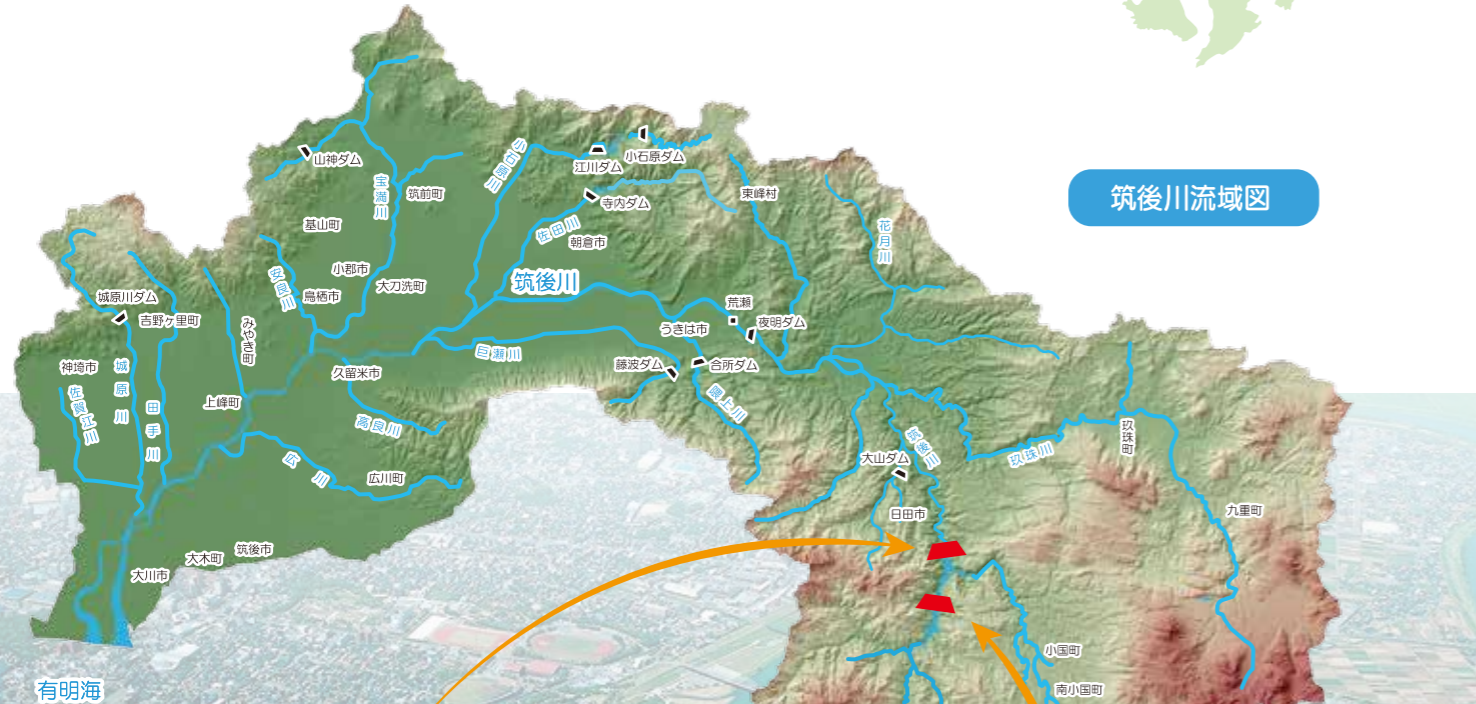 筑後川流域図
山神ダム
宝満川
筑前町
小石原川
江川ダム
小石原ダム
寺内ダム
東峰村
佐田川
朝倉市
花月川
基山町
小郡市
安良川
鳥栖市
大刀洗町
筑後川
城原川ダム
吉野ヶ里町
みやき町
荒瀬
夜明ダム
うきは市
巨瀬川
藤波ダム
合所ダム
隈上川
神埼市
城原川
佐賀江川
田手川
上峰町
久留米市
高良川
広川
広川町
筑後川
大山ダム
日田市
玖珠川
玖珠町
九重町
筑後市
大木町
大川市
有明海
小国町
南小国町